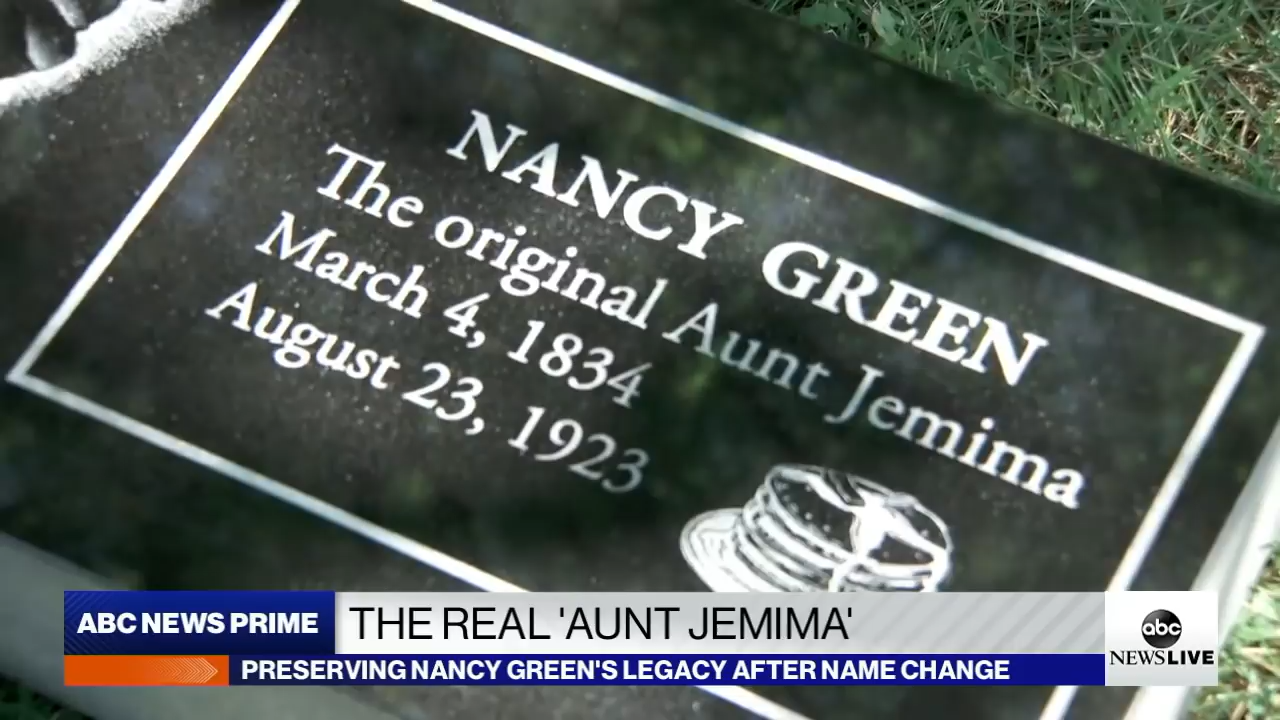 NANCY GREEN
The original Aunt Jemima
March 4, 1834
August 23, 1923
ABC NEWS PRIME
THE REAL 'AUNT JEMIMA'
PRESERVING NANCY GREEN'S LEGACY AFTER NAME CHANGE
abc
NEWSLIVE